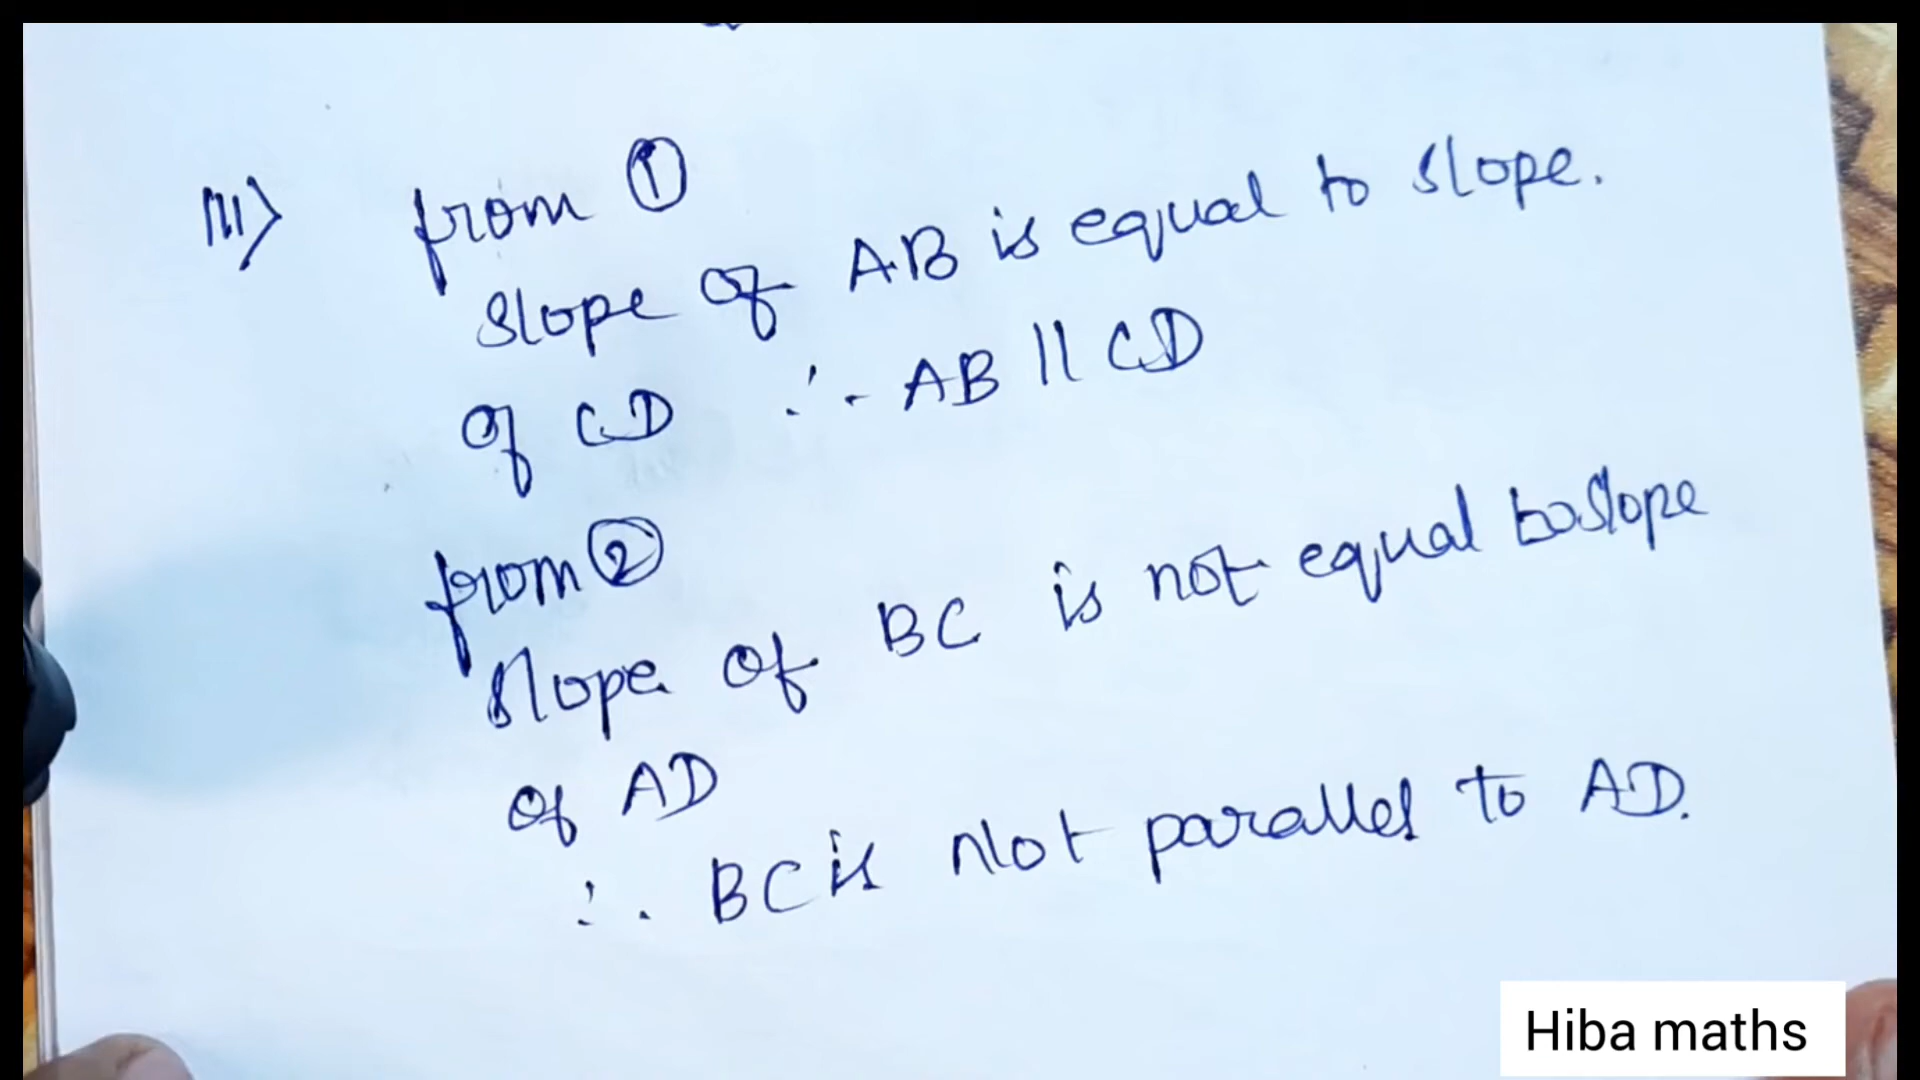 III) from ①
slope of AB is equal to slope.
of CD ∴ AB || CD
from ②
slope of BC is not equal to slope
of AD
∴ BC is Not parallel to AD.
Hiba maths